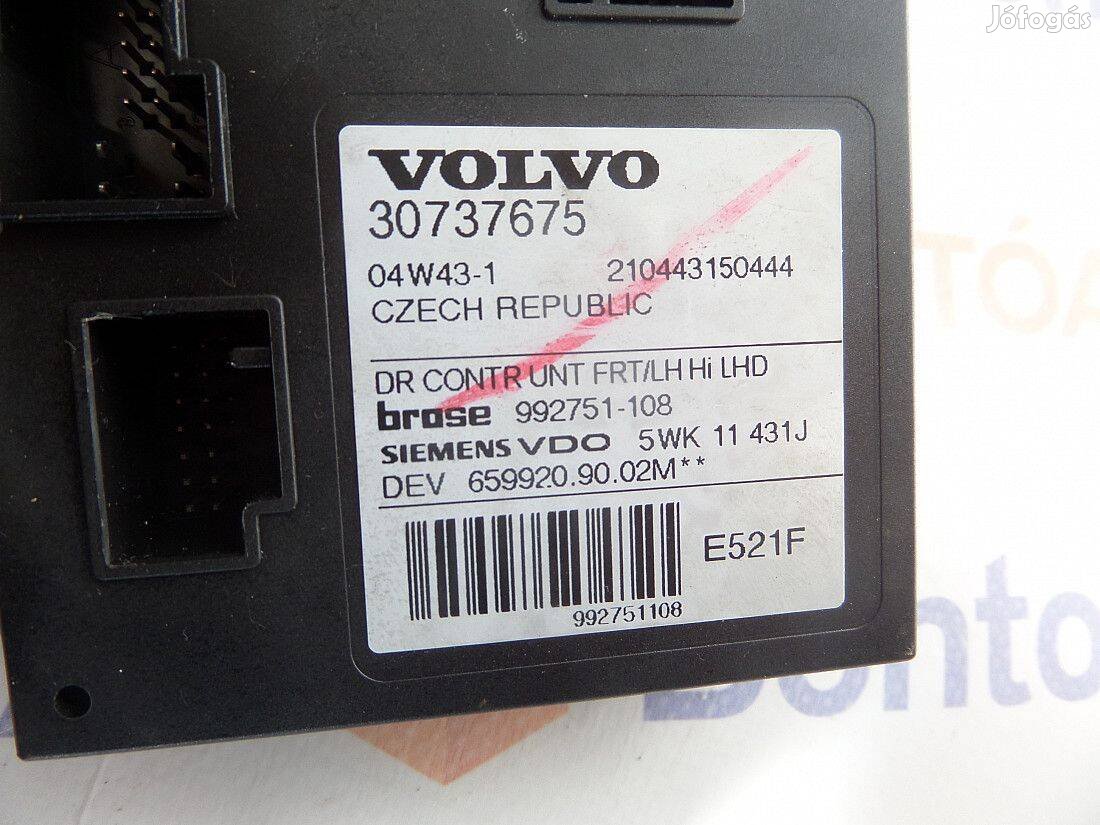 Jófogás
VOLVO
30737675
04W43-1 210443150444
CZECH REPUBLIC
DR CONTR UNT FRT/LH Hi LHD
brose 992751-108
SIEMENS VDO 5WK 11 431J
DEV 659920.90.02M**
E521F
992751108